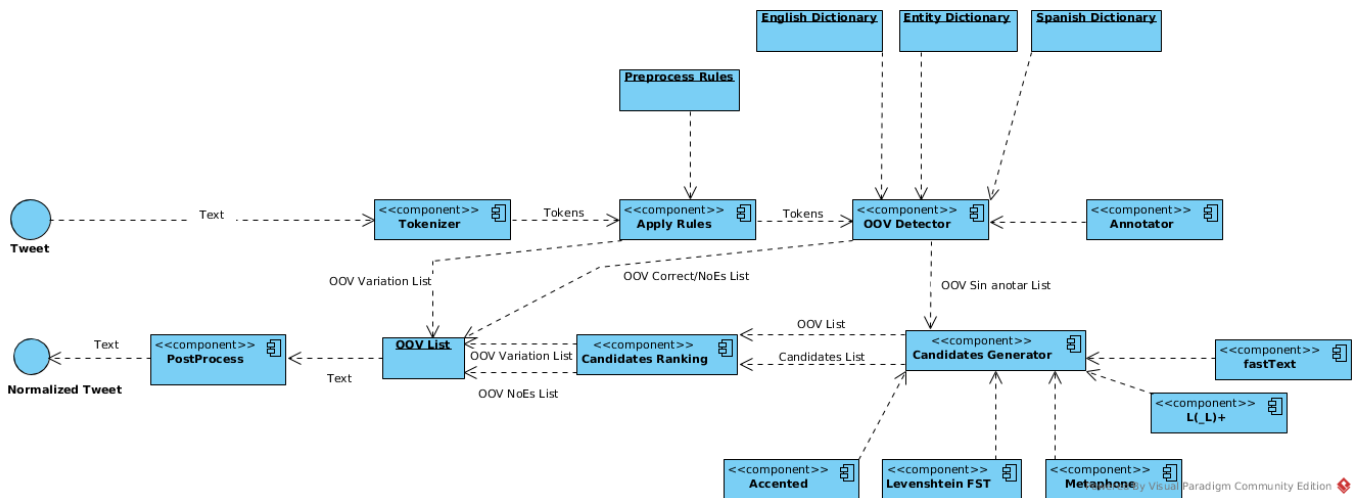 English Dictionary
Entity Dictionary
Spanish Dictionary
Preprocess Rules
<<component>>
Tokenizer
<<component>>
Apply Rules
<<component>>
OOV Detector
<<component>>
Annotator
Text
Tokens
Tokens
Tweet
OOV Variation List
OOV Correct/NoEs List
OOV Sin anotar List
Text
<<component>>
PostProcess
OOV List
Text
OOV Variation List
OOV NoEs List
<<component>>
Candidates Ranking
OOV List
Candidates List
<<component>>
Candidates Generator
<<component>>
fastText
Normalized Tweet
<<component>>
L(_L)+
<<component>>
Accented
<<component>>
Levenshtein FST
<<component>>
Metaphone
Powered By Visual Paradigm Community Edition